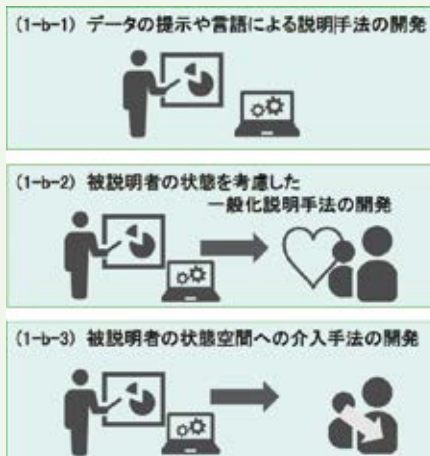 (1-b-1) データの提示や言語による説明手法の開発
(1-b-2) 被説明者の状態を考慮した
一般化説明手法の開発
(1-b-3) 被説明者の状態空間への介入手法の開発